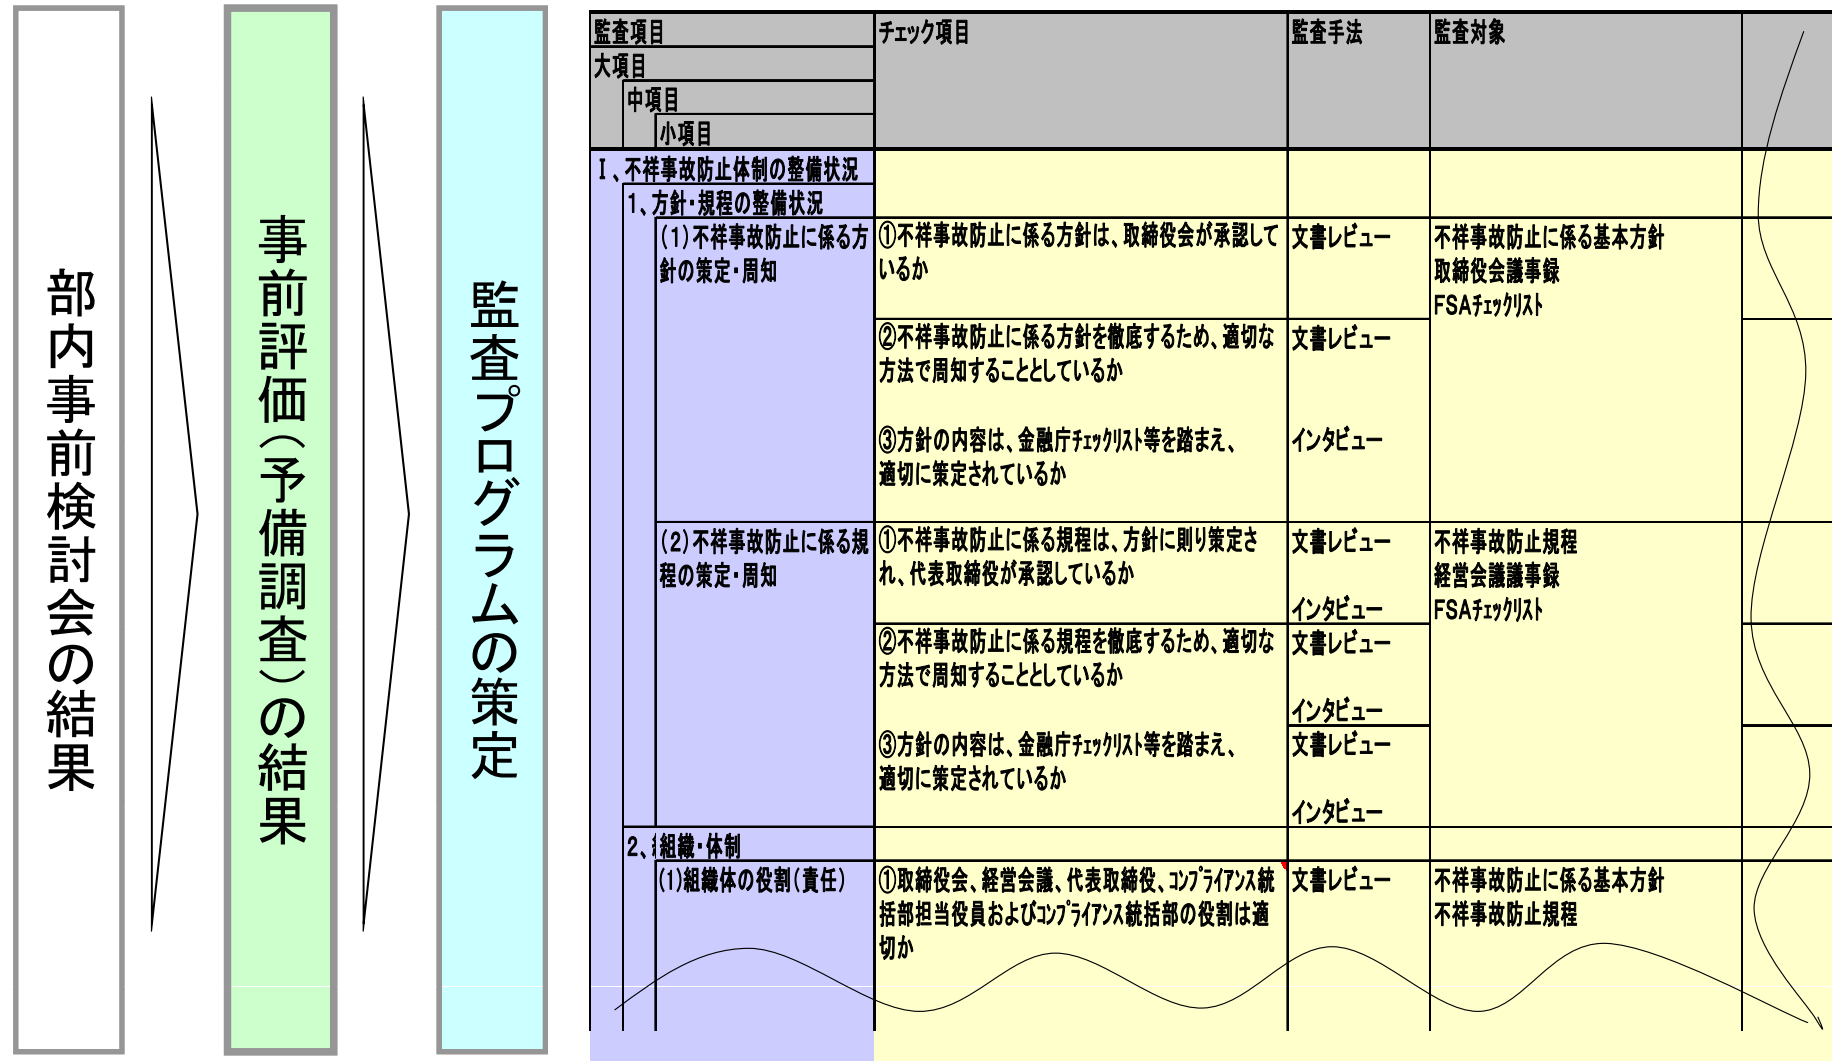 部内事前検討会の結果
事前評価（予備調査）の結果
監査プログラムの策定
監査項目
大項目
中項目
小項目
チェック項目
監査手法
監査対象
Ⅰ、不祥事故防止体制の整備状況
1、方針・規程の整備状況
(1)不祥事故防止に係る方
針の策定・周知
①不祥事故防止に係る方針は、取締役会が承認して
いるか
文書レビュー
不祥事故防止に係る基本方針
取締役会議事録
FSAチェックリスト
②不祥事故防止に係る方針を徹底するため、適切な
方法で周知することとしているか
文書レビュー
③方針の内容は、金融庁チェックリスト等を踏まえ、
適切に策定されているか
インタビュー
(2)不祥事故防止に係る規
程の策定・周知
①不祥事故防止に係る規程は、方針に則り策定さ
れ、代表取締役が承認しているか
文書レビュー
インタビュー
不祥事故防止規程
経営会議議事録
FSAチェックリスト
②不祥事故防止に係る規程を徹底するため、適切な
方法で周知することとしているか
文書レビュー
インタビュー
③方針の内容は、金融庁チェックリスト等を踏まえ、
適切に策定されているか
文書レビュー
インタビュー
2、組織・体制
(1)組織体の役割(責任)
①取締役会、経営会議、代表取締役、コンプライアンス統
括部担当役員およびコンプライアンス統括部の役割は適
切か
文書レビュー
不祥事故防止に係る基本方針
不祥事故防止規程